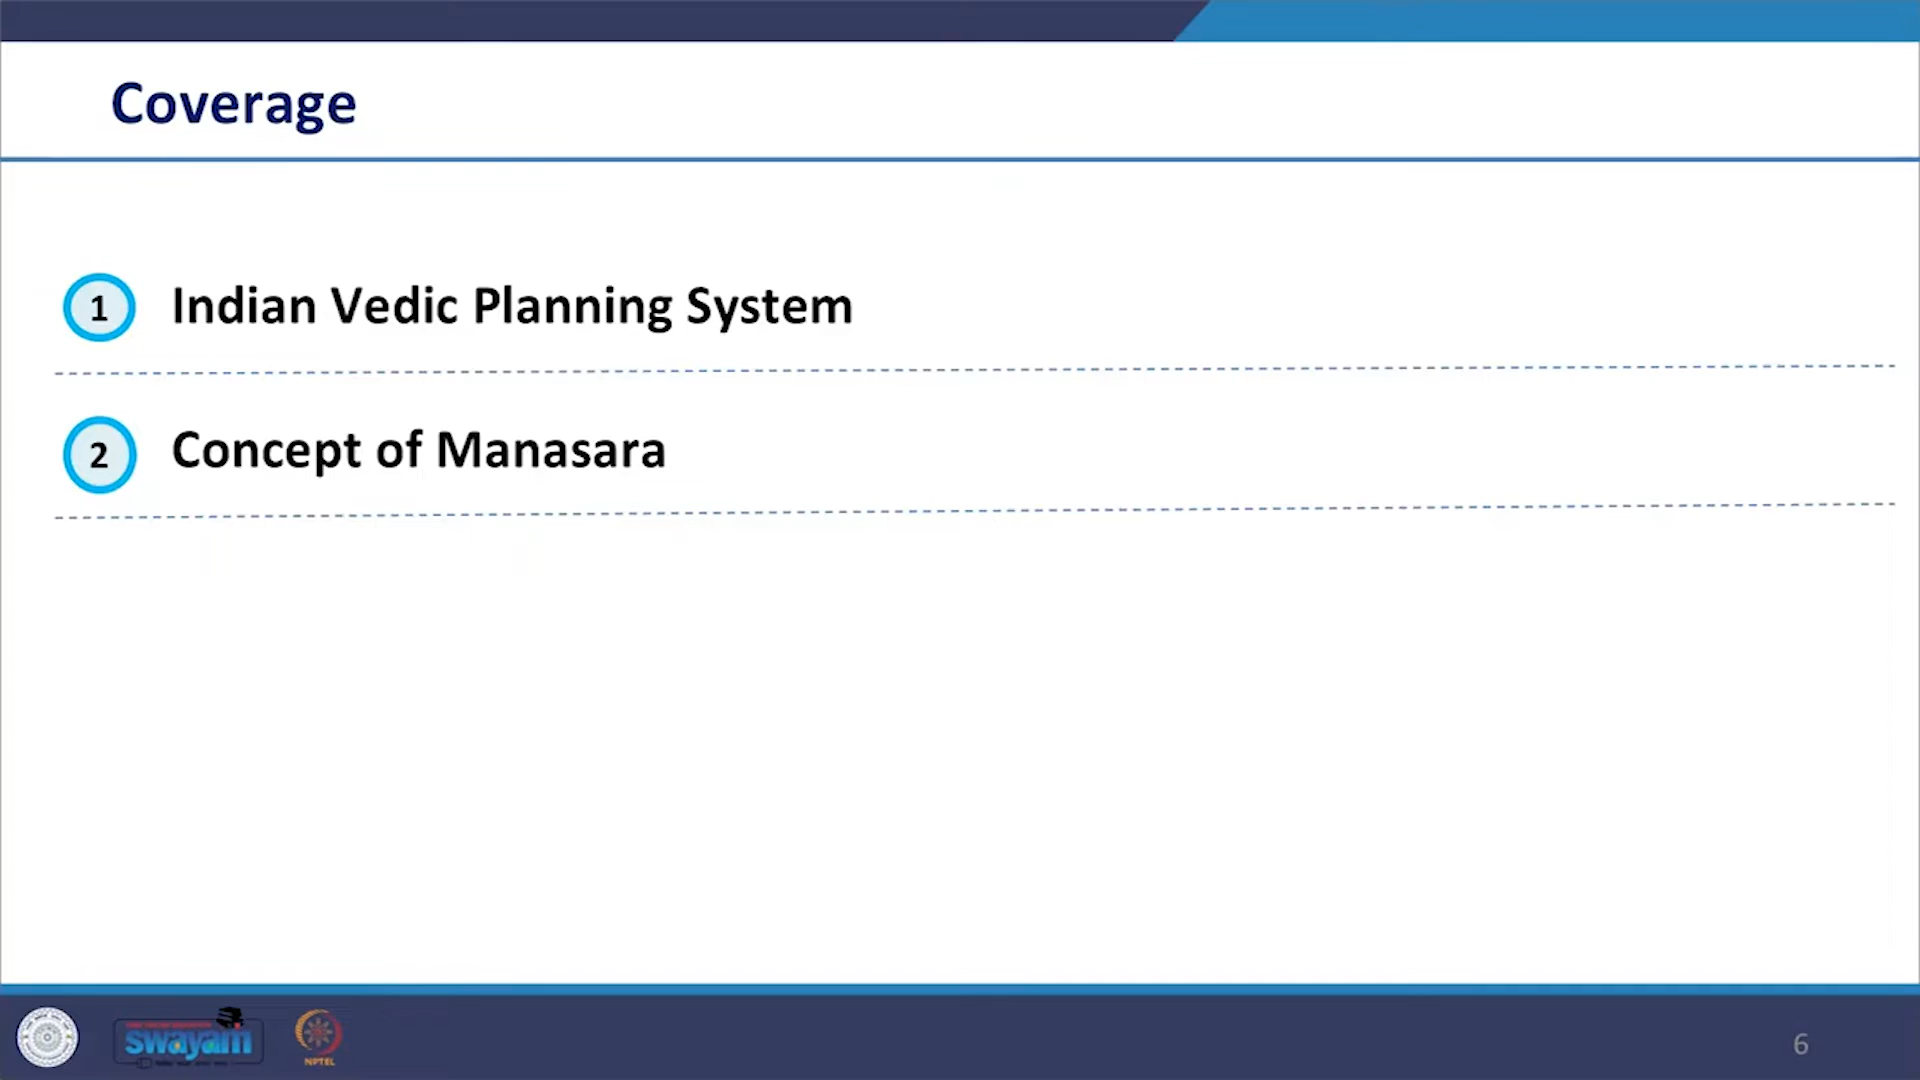 Coverage
1 Indian Vedic Planning System
2 Concept of Manasara
swayam
NPTEL
6